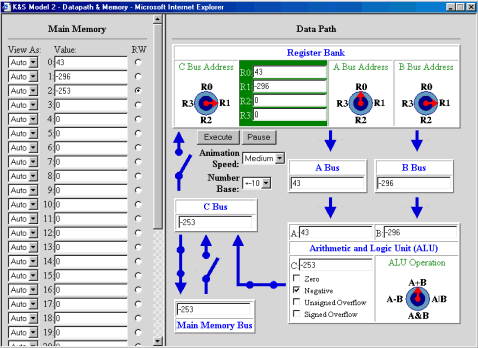 K&S Model 2 - Datapath & Memory - Microsoft Internet Explorer
Main Memory
View As: Value: RW
Auto 0: 43
Auto 1: -296
Auto 2: -253
Auto 3: 0
Auto 4: 0
Auto 5: 0
Auto 6: 0
Auto 7: 0
Auto 8: 0
Auto 9: 0
Auto 10: 0
Auto 11: 0
Auto 12: 0
Auto 13: 0
Auto 14: 0
Auto 15: 0
Auto 16: 0
Auto 17: 0
Auto 18: 0
Auto 19: 0
Data Path
Register Bank
C Bus Address
R0
R3 R1
R2
R0: 43
R1: -296
R2: 0
R3: 0
A Bus Address
R0
R3 R1
R2
B Bus Address
R0
R3 R1
R2
Execute Pause
Animation Speed: Medium
Number Base: +-10
A Bus
43
B Bus
-296
C Bus
-253
A: 43 B: -296
Arithmetic and Logic Unit (ALU)
C: -253
Zero
Negative
Unsigned Overflow
Signed Overflow
ALU Operation
A+B
A-B A|B
A&B
-253
Main Memory Bus